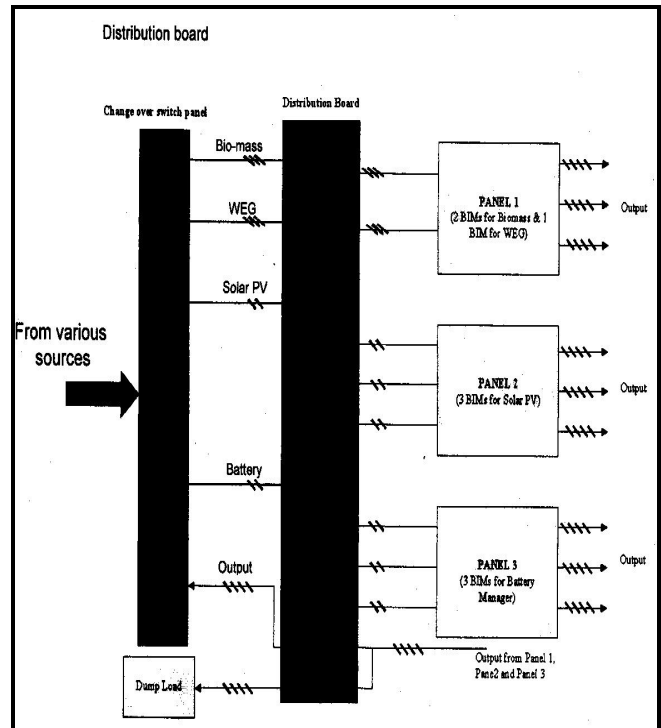 Distribution board
Distribution Board
Change over switch panel
Bio-mass
WEG
Solar PV
From various
sources
Battery
Output
Dump Load
PANEL 1
(2 BIMs for Biomass & 1
BIM for WEG)
Output
PANEL 2
(3 BIMs for Solar PV)
Output
PANEL 3
(3 BIMs for Battery
Manager)
Output
Output from Panel 1,
Pane2 and Panel 3